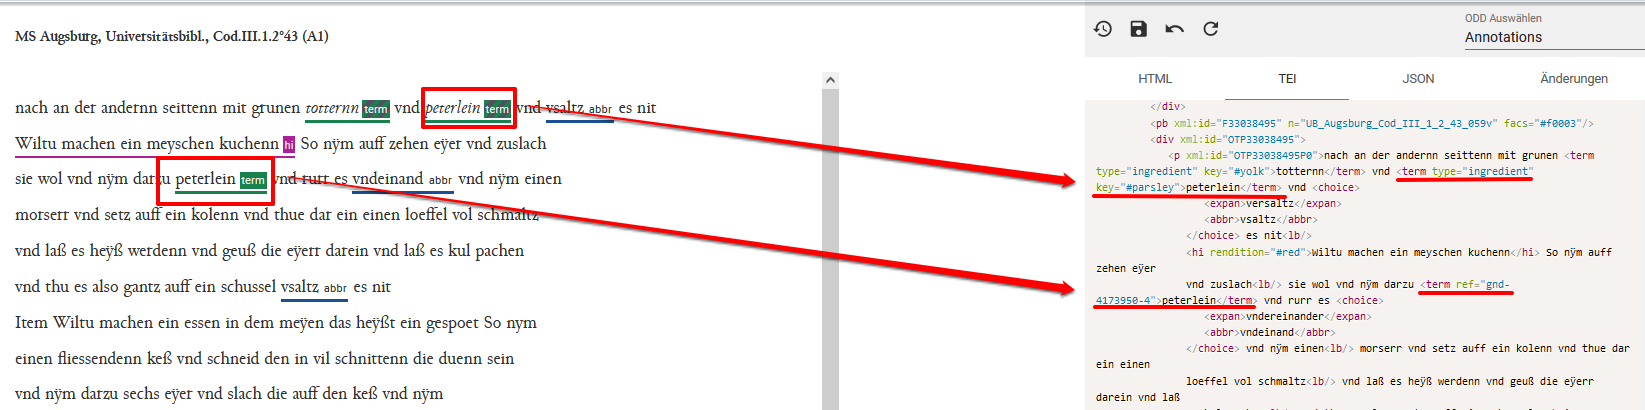 MS Augsburg, Universitätsbibl., Cod.III.1.2°43 (A1)
nach an der andernn seittenn mit grunen totternn term vnd peterlein term vnd vsaltz abbr es nit
Wiltu machen ein meyschen kuchenn hi So nÿm auff zehen eÿer vnd zuslach
sie wol vnd nÿm darzu peterlein term vnd rurr es vndeinand abbr vnd nÿm einen
morserr vnd setz auff ein kolenn vnd thue dar ein einen loeffel vol schmaltz
vnd laß es heÿß werdenn vnd geuß die eÿerr darein vnd laß es kul pachen
vnd thu es also gantz auff ein schussel vsaltz abbr es nit
Item Wiltu machen ein essen in dem meÿen das heÿßt ein gespoet So nym
einen fliessendenn keß vnd schneid den in vil schnittenn die duenn sein
vnd nÿm darzu sechs eÿer vnd slach die auff den keß vnd nÿm
ODD Auswählen
Annotations
HTML TEI JSON Änderungen
</div>
<pb xml:id="F33038495" n="UB_Augsburg_Cod_III_1_2_43_059v" facs="#f0003"/>
<div xml:id="OTP33038495">
<p xml:id="OTP33038495P0">nach an der andernn seittenn mit grunen <term
type="ingredient" key="#yolk">totternn</term> vnd <term type="ingredient"
key="#parsley">peterlein</term> vnd <choice>
<expan>versaltz</expan>
<abbr>vsaltz</abbr>
</choice> es nit<lb/>
<hi rendition="#red">Wiltu machen ein meyschen kuchenn</hi> So nÿm auff
zehen eÿer
vnd zuslach<lb/> sie wol vnd nÿm darzu <term ref="gnd-
4173950-4">peterlein</term> vnd rurr es <choice>
<expan>vndereinander</expan>
<abbr>vndeinand</abbr>
</choice> vnd nÿm einen<lb/> morserr vnd setz auff ein kolenn vnd thue dar
ein einen
loeffel vol schmaltz<lb/> vnd laß es heÿß werdenn vnd geuß die eÿerr
darein vnd laß